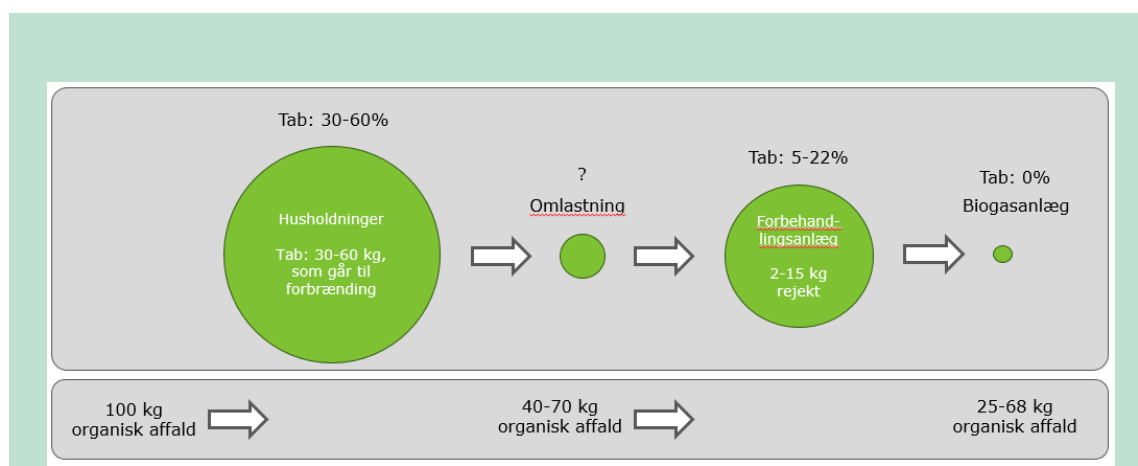 Tab: 30-60%
Husholdninger
Tab: 30-60 kg,
som går til
forbrænding
?
Omlastning
Tab: 5-22%
Forbehand-
lingsanlæg
2-15 kg
rejekt
Tab: 0%
Biogasanlæg
100 kg
organisk affald
40-70 kg
organisk affald
25-68 kg
organisk affald